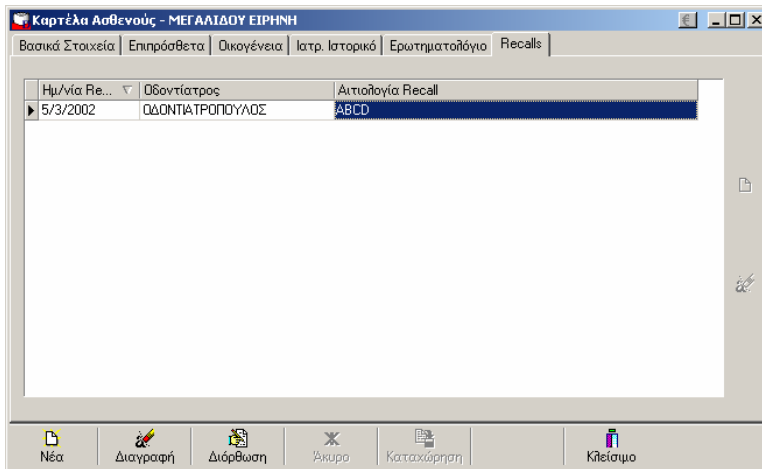 Καρτέλα Ασθενούς - ΜΕΓΑΛΙΔΟΥ ΕΙΡΗΝΗ
Βασικά Στοιχεία Επιπρόσθετα Οικογένεια Ιατρ. Ιστορικό Ερωτηματολόγιο Recalls
Ημ/νία Re... Οδοντίατρος Αιτιολογία Recall
5/3/2002 ΟΔΟΝΤΙΑΤΡΟΠΟΥΛΟΣ ABCD
Νέα Διαγραφή Διόρθωση Άκυρο Καταχώρηση Κλείσιμο